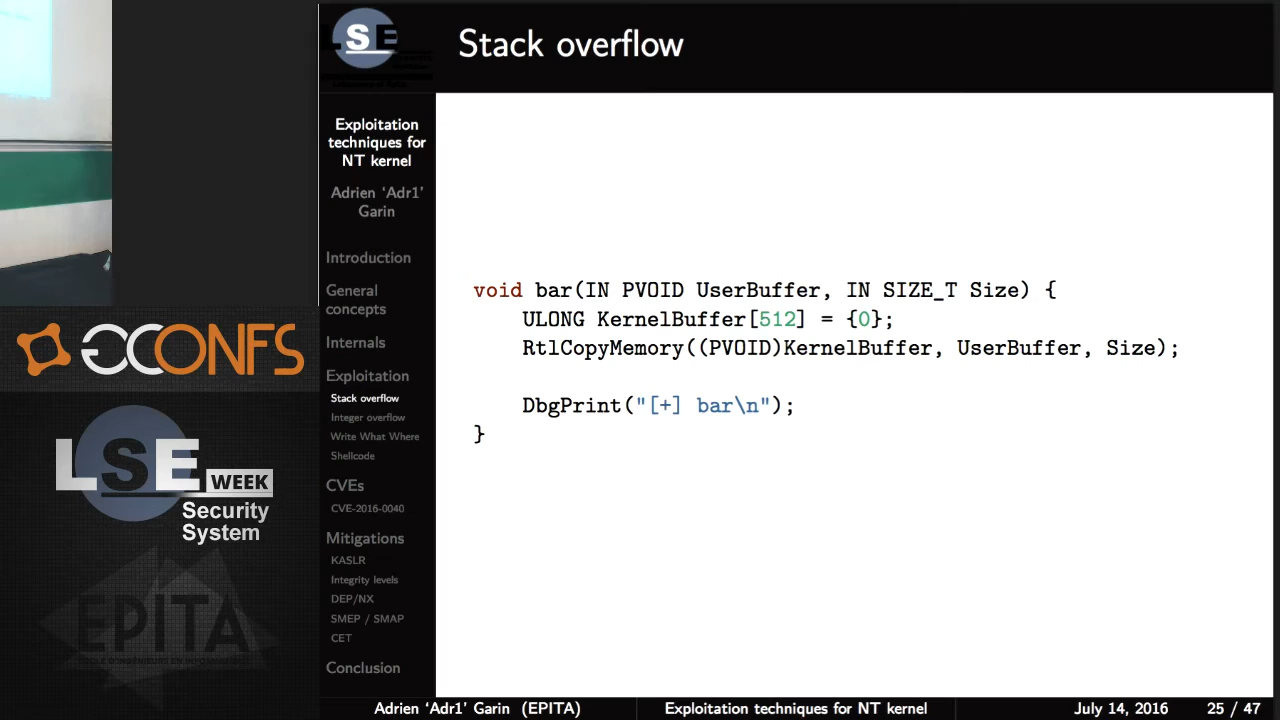 LSE
Stack overflow
Exploitation
techniques for
NT kernel
Adrien ‘Adr1’
Garin
Introduction
General
concepts
Internals
Exploitation
Stack overflow
Integer overflow
Write What Where
Shellcode
CVEs
CVE-2016-0040
Mitigations
KASLR
Integrity levels
DEP/NX
SMEP / SMAP
CET
Conclusion
void bar(IN PVOID UserBuffer, IN SIZE_T Size) {
ULONG KernelBuffer[512] = {0};
RtlCopyMemory((PVOID)KernelBuffer, UserBuffer, Size);
DbgPrint("[+] bar\n");
}
CONFS
LSE WEEK
Security
System
EPITA
Adrien ‘Adr1’ Garin (EPITA)
Exploitation techniques for NT kernel
July 14, 2016
25 / 47